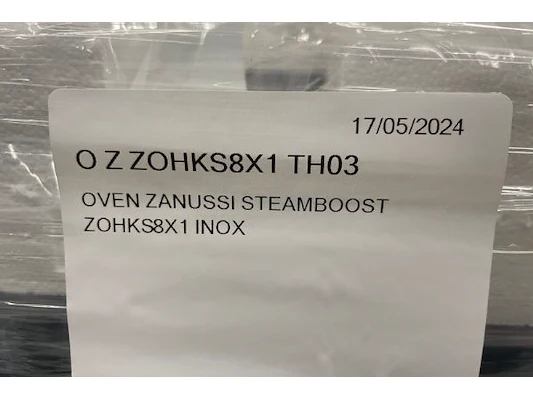 17/05/2024
O Z ZOHKS8X1 TH03
OVEN ZANUSSI STEAMBOOST
ZOHKS8X1 INOX